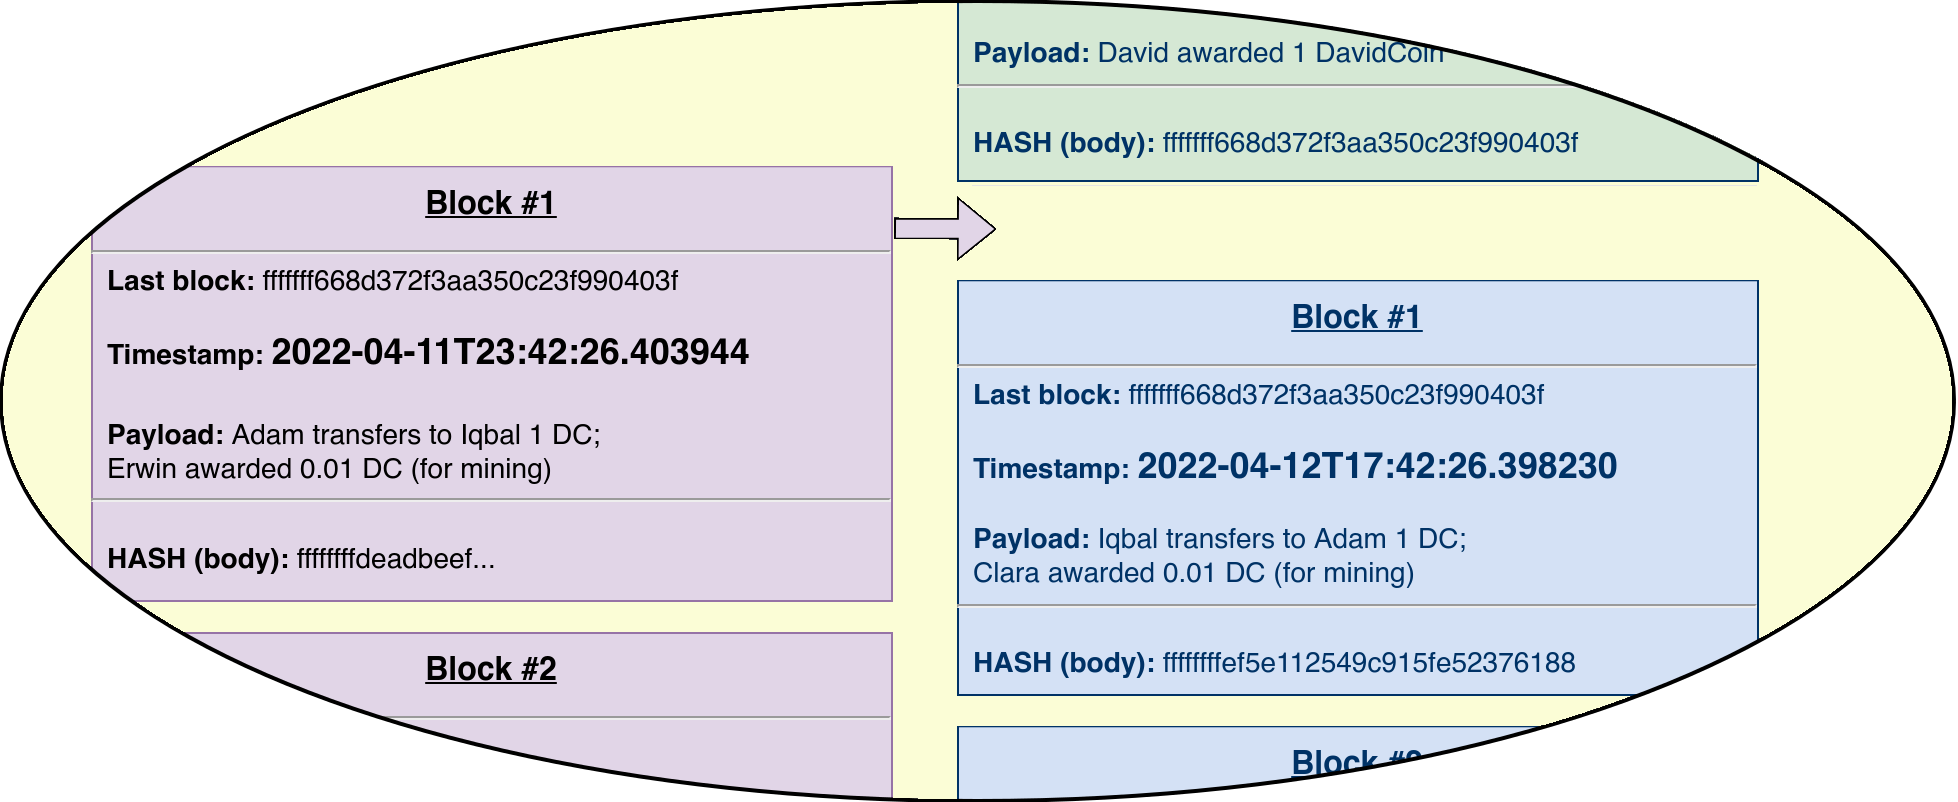 Payload: David awarded 1 DavidCoin
HASH (body): fffffff668d372f3aa350c23f990403f
Block #1
Last block: fffffff668d372f3aa350c23f990403f
Timestamp: 2022-04-11T23:42:26.403944
Payload: Adam transfers to Iqbal 1 DC;
Erwin awarded 0.01 DC (for mining)
HASH (body): ffffffffdeadbeef...
Block #2
Block #1
Last block: fffffff668d372f3aa350c23f990403f
Timestamp: 2022-04-12T17:42:26.398230
Payload: Iqbal transfers to Adam 1 DC;
Clara awarded 0.01 DC (for mining)
HASH (body): ffffffffef5e112549c915fe52376188
Block